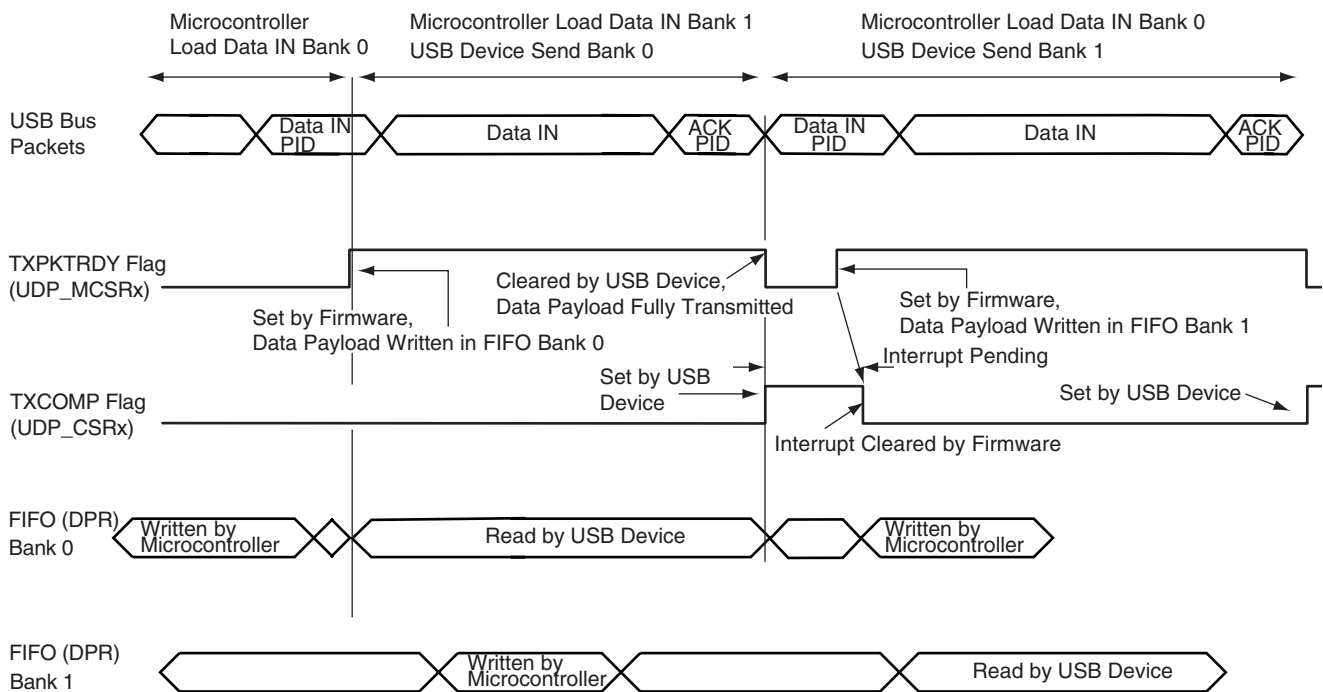 Microcontroller
Load Data IN Bank 0
Microcontroller Load Data IN Bank 1
USB Device Send Bank 0
Microcontroller Load Data IN Bank 0
USB Device Send Bank 1
USB Bus
Packets
Data IN
PID
Data IN
ACK
PID
Data IN
PID
Data IN
ACK
PID
TXPKTRDY Flag
(UDP_MCSRx)
Set by Firmware,
Data Payload Written in FIFO Bank 0
Cleared by USB Device,
Data Payload Fully Transmitted
Set by Firmware,
Data Payload Written in FIFO Bank 1
Interrupt Pending
TXCOMP Flag
(UDP_CSRx)
Set by USB
Device
Set by USB Device
Interrupt Cleared by Firmware
FIFO (DPR)
Bank 0
Written by
Microcontroller
Read by USB Device
Written by
Microcontroller
FIFO (DPR)
Bank 1
Written by
Microcontroller
Read by USB Device